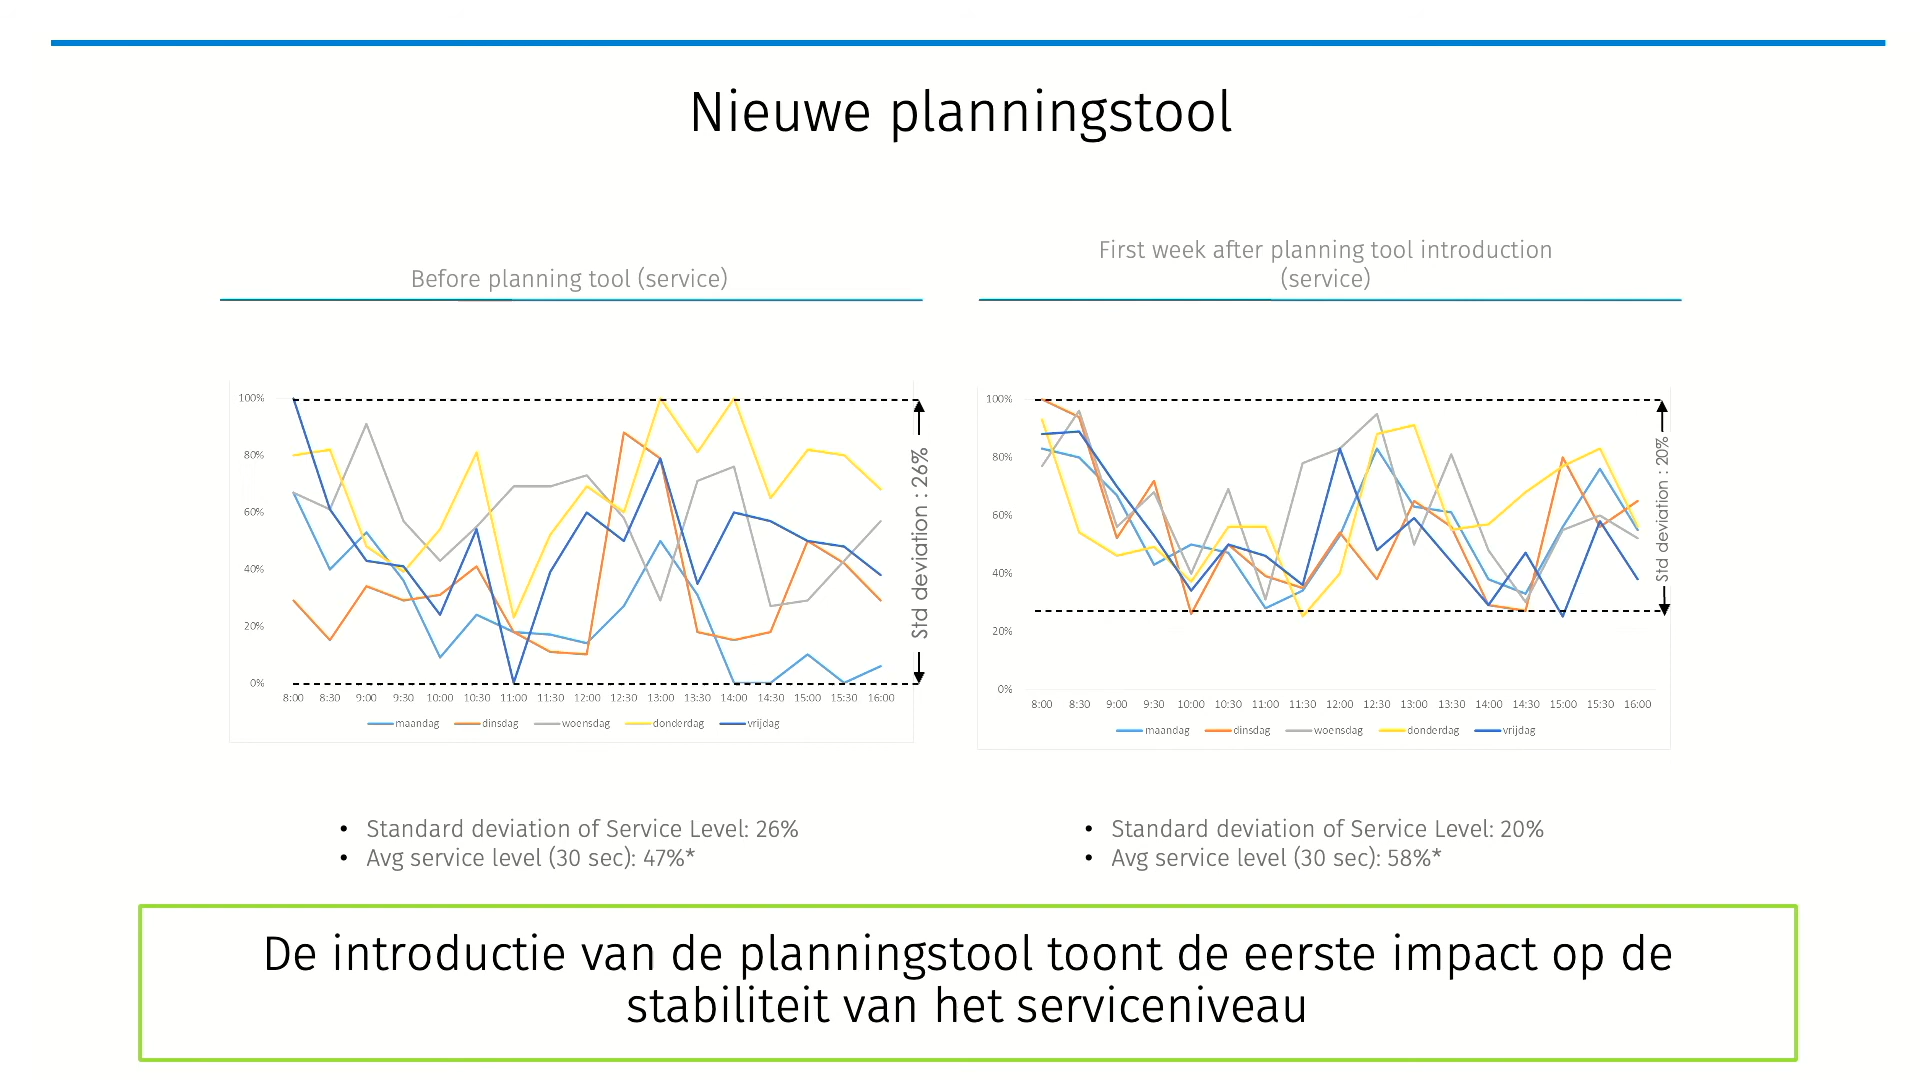 Nieuwe planningstool
Before planning tool (service)
First week after planning tool introduction
(service)
100%
80%
60%
40%
20%
0%
8:00 8:30 9:00 9:30 10:00 10:30 11:00 11:30 12:00 12:30 13:00 13:30 14:00 14:30 15:00 15:30 16:00
maandag dinsdag woensdag donderdag vrijdag
Std deviation : 26%
100%
80%
60%
40%
20%
0%
8:00 8:30 9:00 9:30 10:00 10:30 11:00 11:30 12:00 12:30 13:00 13:30 14:00 14:30 15:00 15:30 16:00
maandag dinsdag woensdag donderdag vrijdag
Std deviation : 20%
• Standard deviation of Service Level: 26%
• Avg service level (30 sec): 47%*
• Standard deviation of Service Level: 20%
• Avg service level (30 sec): 58%*
De introductie van de planningstool toont de eerste impact op de
stabiliteit van het serviceniveau